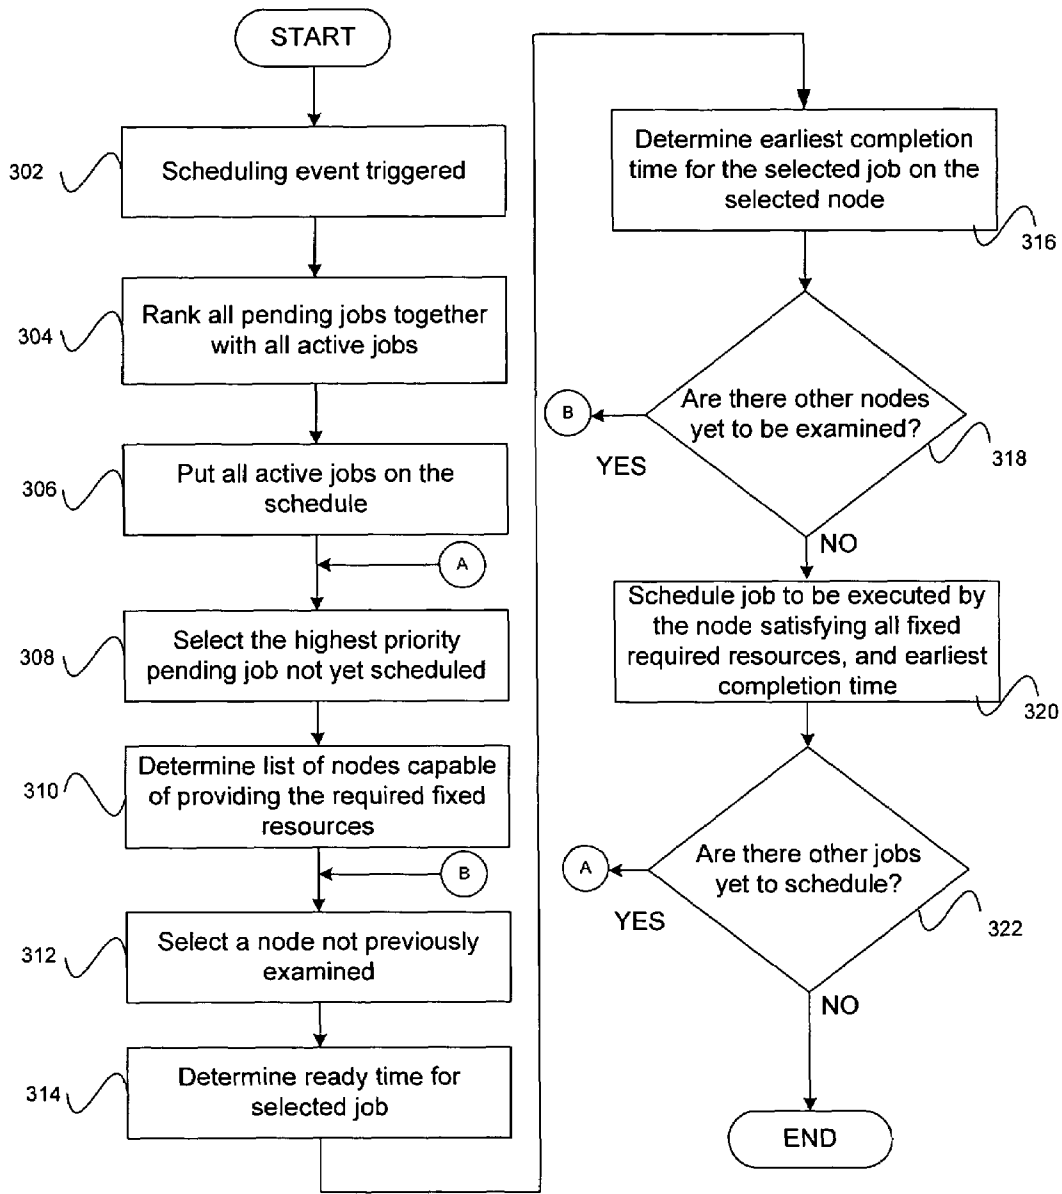 START
302
Scheduling event triggered
304
Rank all pending jobs together
with all active jobs
306
Put all active jobs on the
schedule
A
308
Select the highest priority
pending job not yet scheduled
310
Determine list of nodes capable
of providing the required fixed
resources
B
312
Select a node not previously
examined
314
Determine ready time for
selected job
Determine earliest completion
time for the selected job on the
selected node
316
Are there other nodes
yet to be examined?
B
YES
318
NO
Schedule job to be executed by
the node satisfying all fixed
required resources, and earliest
completion time
320
Are there other jobs
yet to schedule?
A
YES
322
NO
END